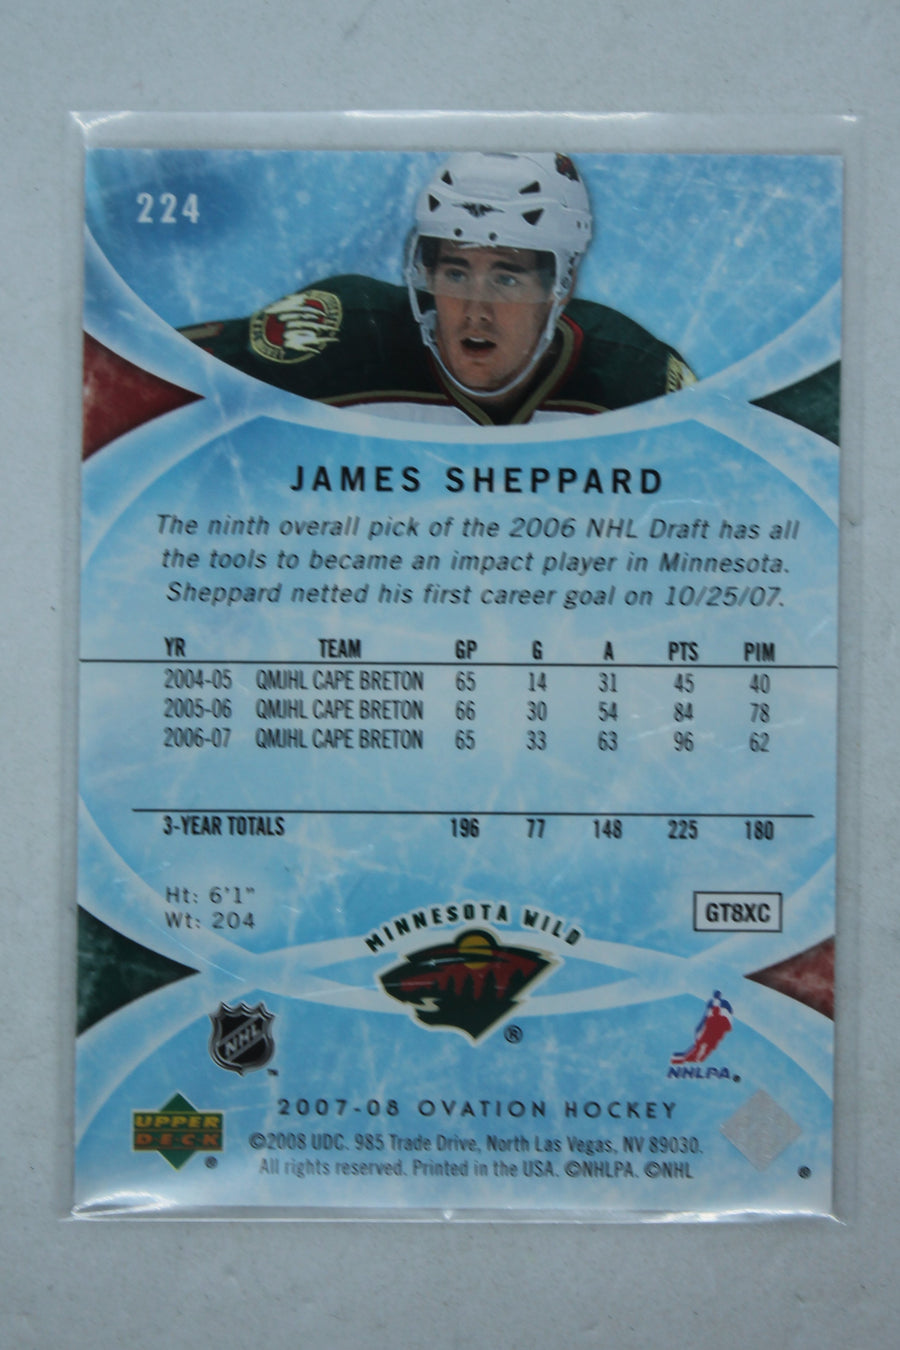 224
Wild
JAMES SHEPPARD
The ninth overall pick of the 2006 NHL Draft has all
the tools to became an impact player in Minnesota.
Sheppard netted his first career goal on 10/25/07.
YR TEAM GP G A PTS PIM
2004-05 QMJHL CAPE BRETON 65 14 31 45 40
2005-06 QMJHL CAPE BRETON 66 30 54 84 78
2006-07 QMJHL CAPE BRETON 65 33 63 96 62
3-YEAR TOTALS 196 77 148 225 180
Ht: 6'1"
Wt: 204
GT8XC
MINNESOTA WILD
®
NHL
™
NHLPA®
2007-08 OVATION HOCKEY
UPPER
DECK
®
©2008 UDC. 985 Trade Drive, North Las Vegas, NV 89030.
All rights reserved. Printed in the USA. ©NHLPA. ©NHL
®